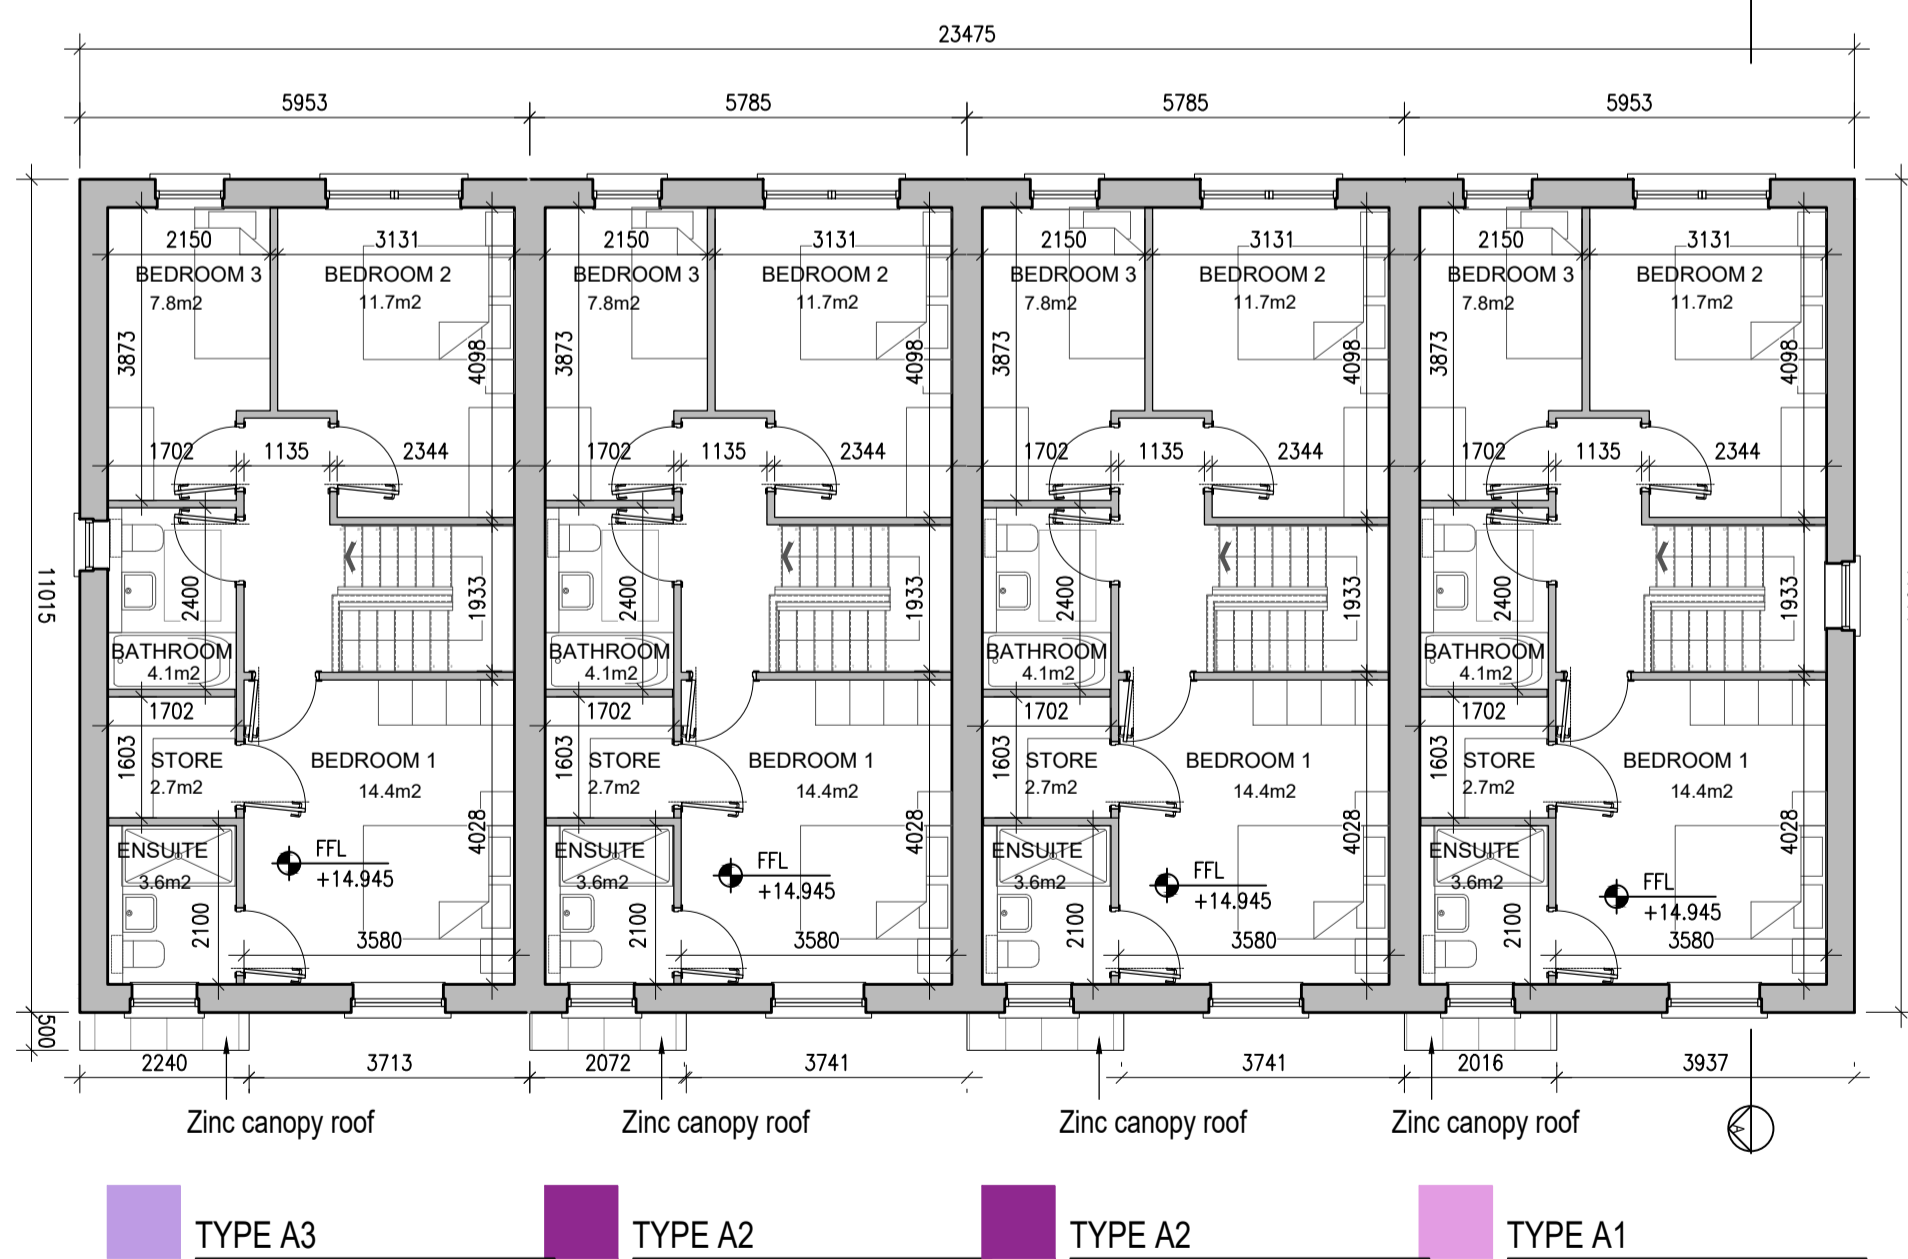 23475
5953 5785 5785 5953
2150 3131 2150 3131 2150 3131 2150 3131
BEDROOM 3 BEDROOM 2 BEDROOM 3 BEDROOM 2 BEDROOM 3 BEDROOM 2 BEDROOM 3 BEDROOM 2
7.8m2 11.7m2 7.8m2 11.7m2 7.8m2 11.7m2 7.8m2 11.7m2
3873 4098 3873 4098 3873 4098 3873 4098
1702 1135 2344 1702 1135 2344 1702 1135 2344 1702 1135 2344
11015
2400 1933 2400 1933 2400 1933 2400 1933
BATHROOM BATHROOM BATHROOM BATHROOM
4.1m2 4.1m2 4.1m2 4.1m2
1702 1702 1702 1702
1603 1603 1603 1603
STORE BEDROOM 1 STORE BEDROOM 1 STORE BEDROOM 1 STORE BEDROOM 1
2.7m2 14.4m2 2.7m2 14.4m2 2.7m2 14.4m2 2.7m2 14.4m2
4028 4028 4028 4028
ENSUITE FFL ENSUITE FFL ENSUITE FFL ENSUITE FFL
3.6m2 +14.945 3.6m2 +14.945 3.6m2 +14.945 3.6m2 +14.945
2100 2100 2100 2100
3580 3580 3580 3580
500
2240 3713 2072 3741 3741 2016 3937
Zinc canopy roof Zinc canopy roof Zinc canopy roof Zinc canopy roof
A
TYPE A3 TYPE A2 TYPE A2 TYPE A1